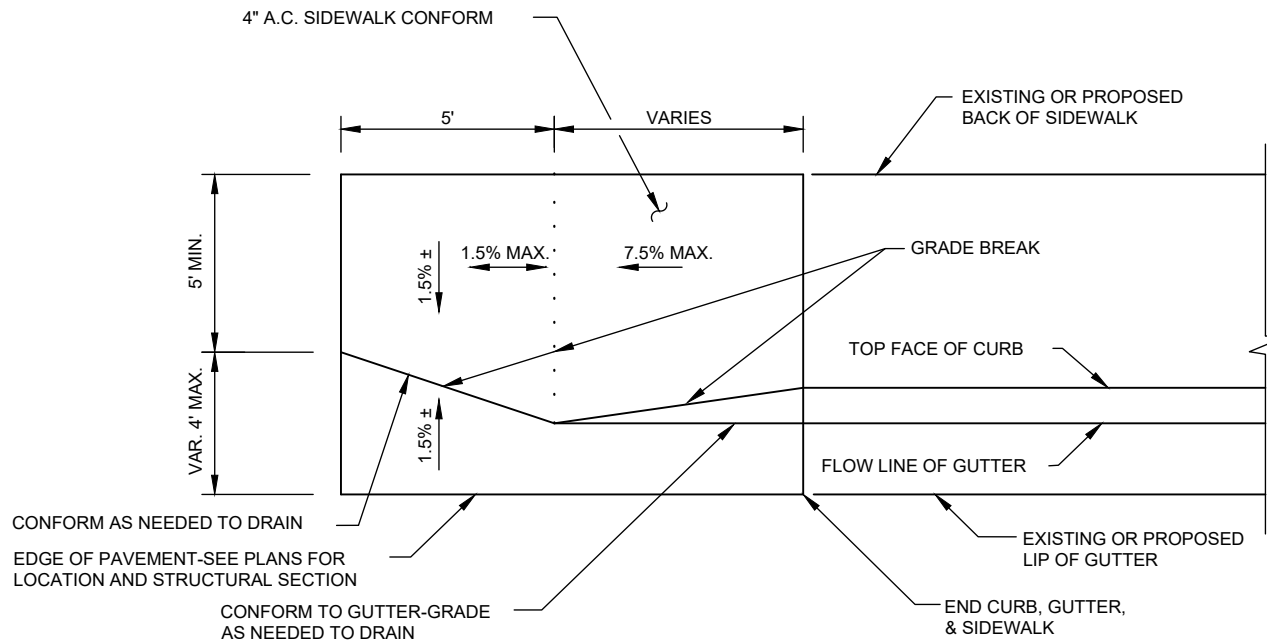 4" A.C. SIDEWALK CONFORM
EXISTING OR PROPOSED
BACK OF SIDEWALK
5'
VARIES
5' MIN.
1.5% ±
1.5% MAX.
7.5% MAX.
GRADE BREAK
TOP FACE OF CURB
VAR. 4' MAX.
1.5% ±
FLOW LINE OF GUTTER
CONFORM AS NEEDED TO DRAIN
EDGE OF PAVEMENT-SEE PLANS FOR
LOCATION AND STRUCTURAL SECTION
EXISTING OR PROPOSED
LIP OF GUTTER
CONFORM TO GUTTER-GRADE
AS NEEDED TO DRAIN
END CURB, GUTTER,
& SIDEWALK